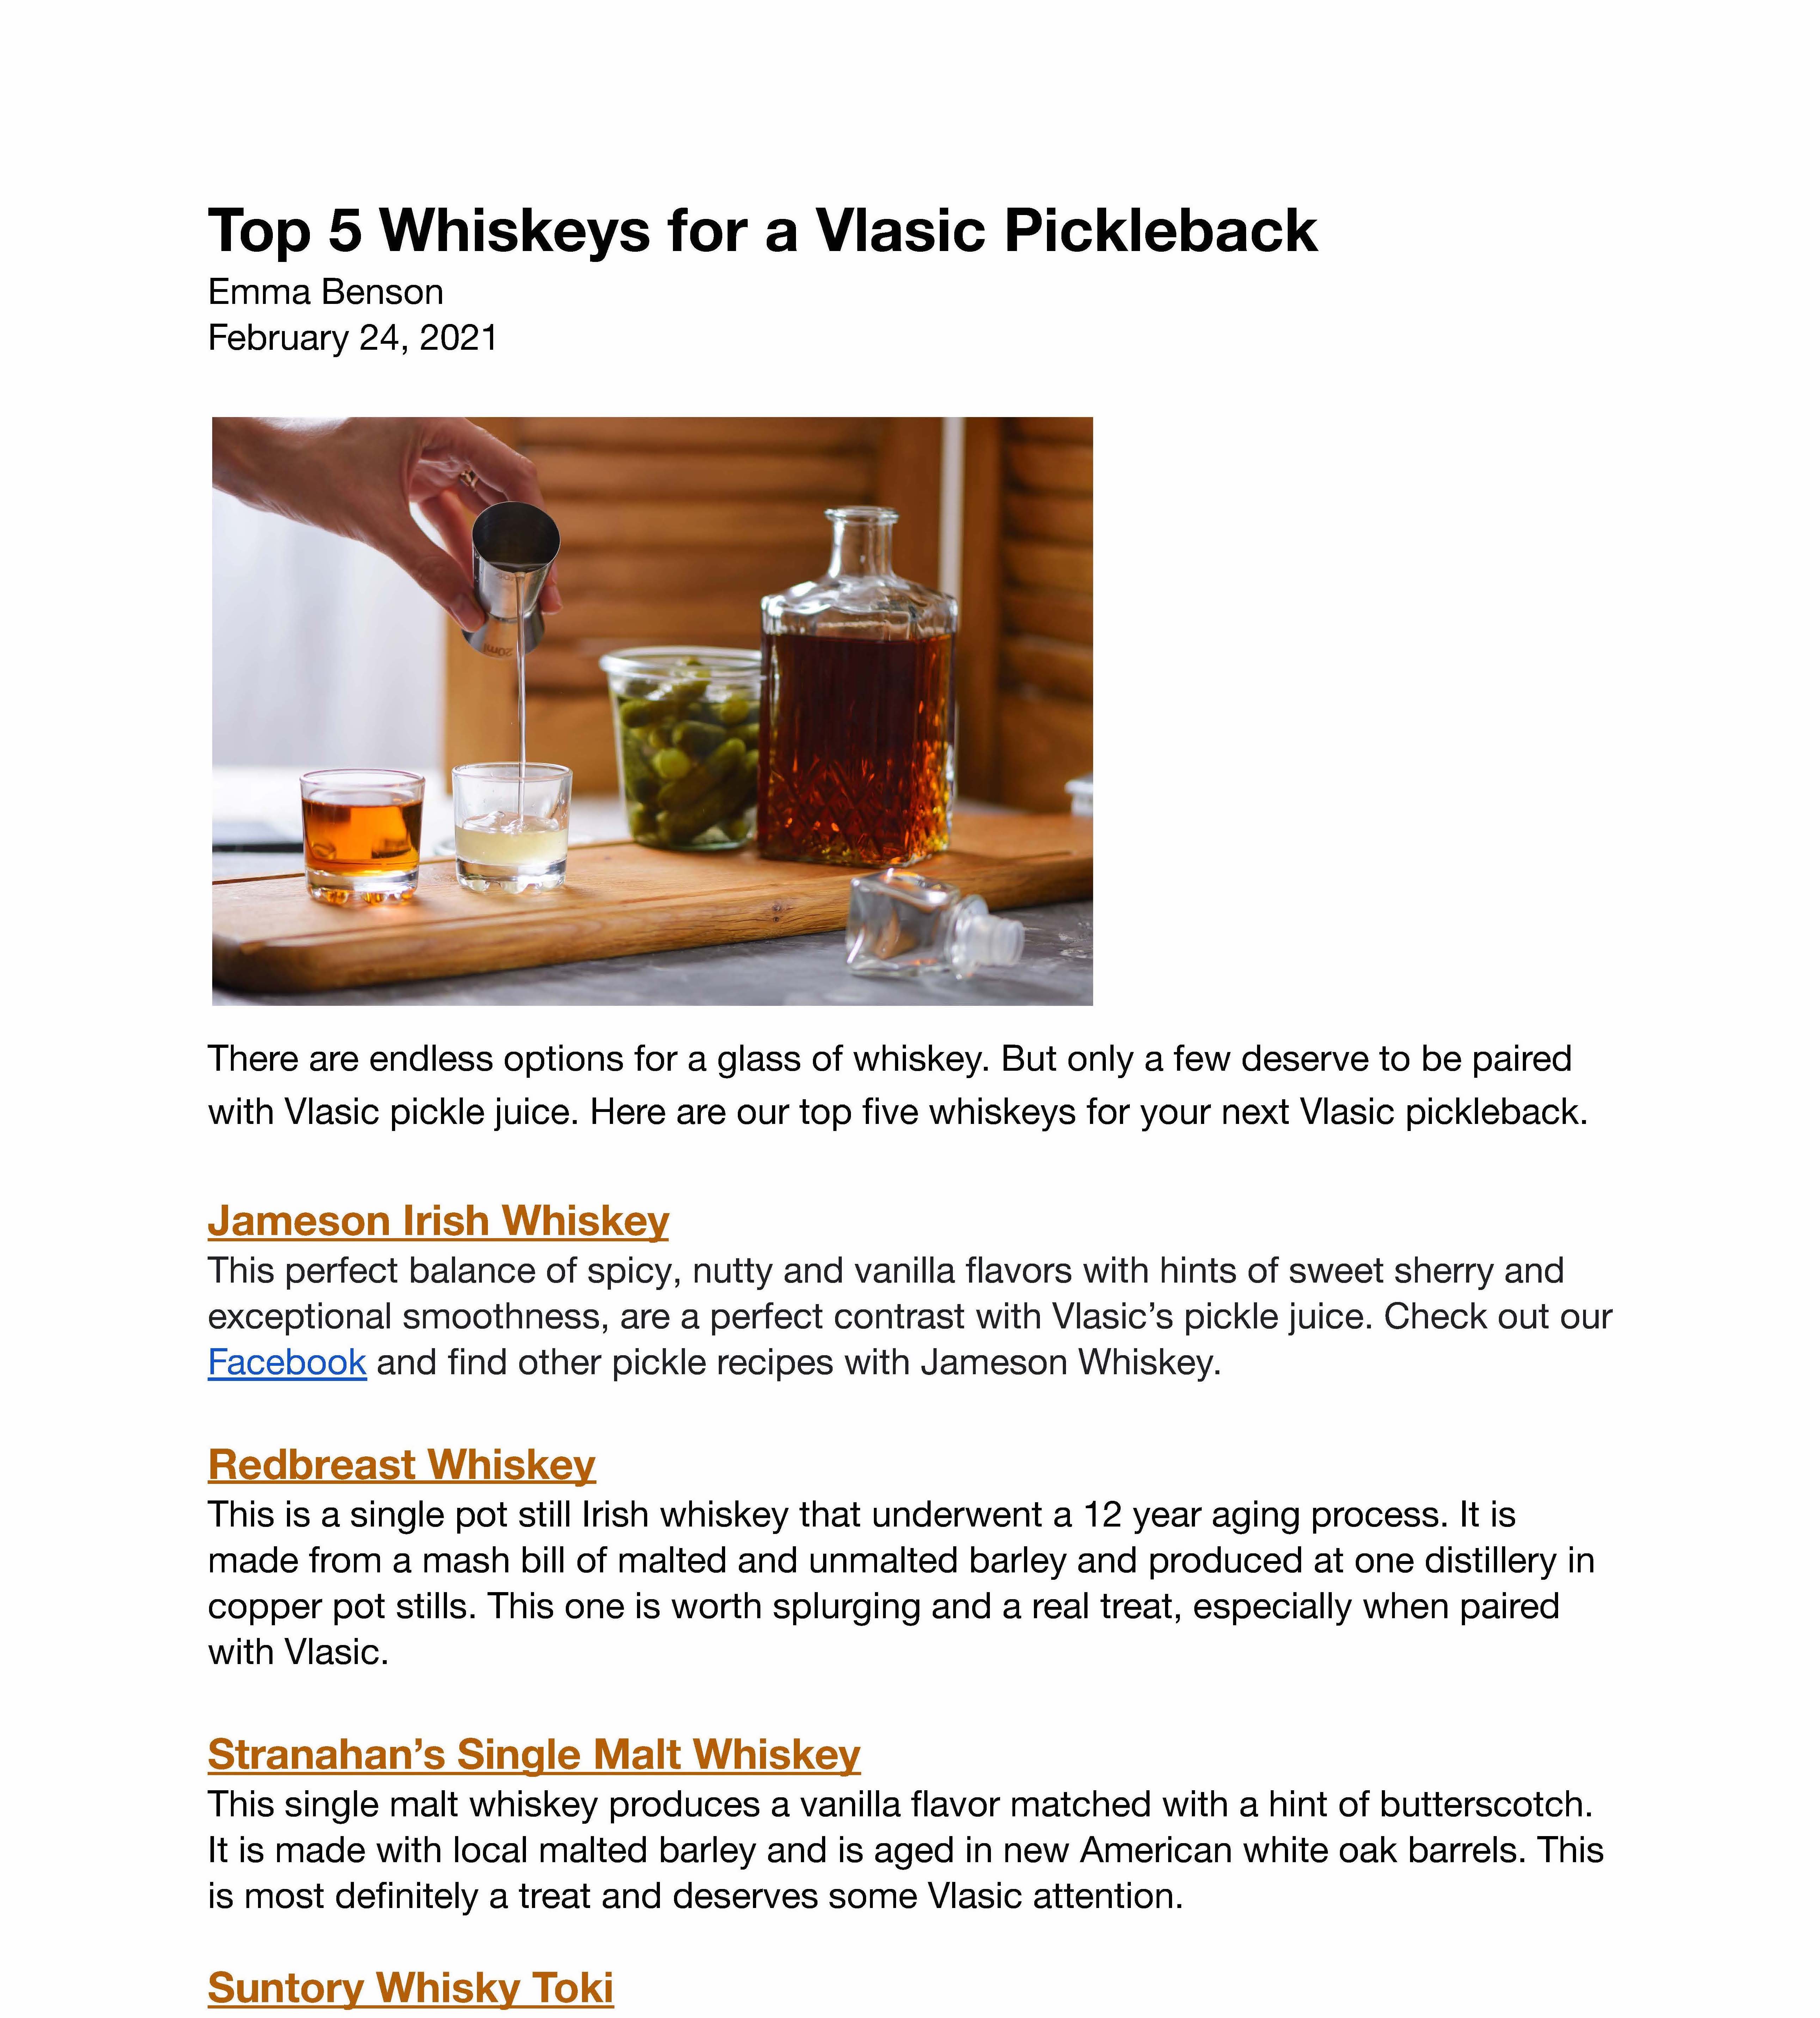 Top 5 Whiskeys for a Vlasic Pickleback
Emma Benson
February 24, 2021
20ml
There are endless options for a glass of whiskey. But only a few deserve to be paired
with Vlasic pickle juice. Here are our top five whiskeys for your next Vlasic pickleback.
Jameson Irish Whiskey
This perfect balance of spicy, nutty and vanilla flavors with hints of sweet sherry and
exceptional smoothness, are a perfect contrast with Vlasic’s pickle juice. Check out our
Facebook and find other pickle recipes with Jameson Whiskey.
Redbreast Whiskey
This is a single pot still Irish whiskey that underwent a 12 year aging process. It is
made from a mash bill of malted and unmalted barley and produced at one distillery in
copper pot stills. This one is worth splurging and a real treat, especially when paired
with Vlasic.
Stranahan’s Single Malt Whiskey
This single malt whiskey produces a vanilla flavor matched with a hint of butterscotch.
It is made with local malted barley and is aged in new American white oak barrels. This
is most definitely a treat and deserves some Vlasic attention.
Suntory Whisky Toki